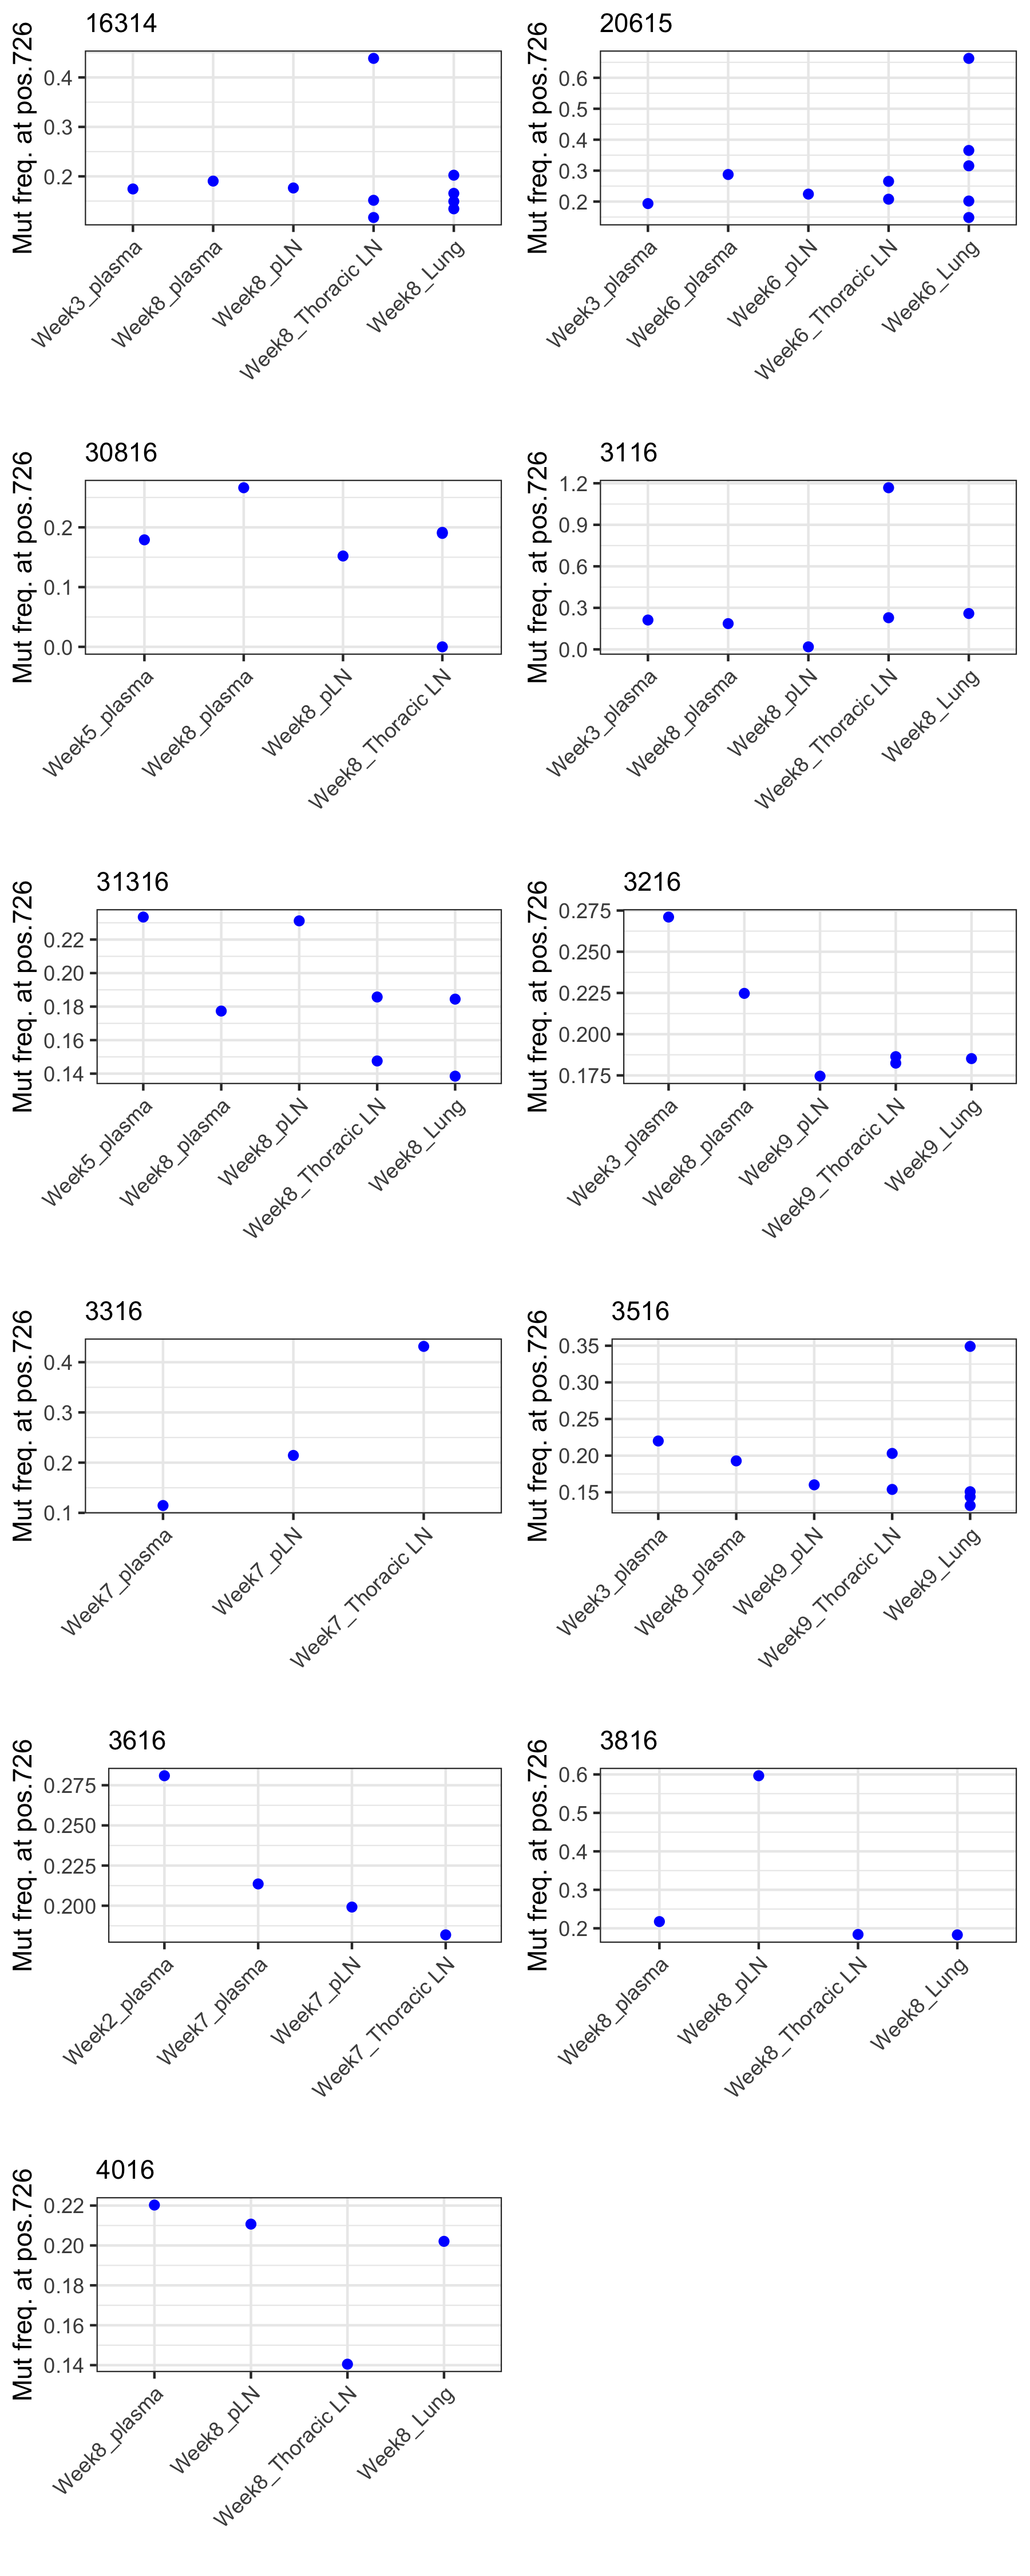 16314
Mut freq. at pos.726
0.4
0.3
0.2
Week3_plasma
Week8_plasma
Week8_pLN
Week8_Thoracic LN
Week8_Lung
20615
Mut freq. at pos.726
0.6
0.5
0.4
0.3
0.2
Week3_plasma
Week6_plasma
Week6_pLN
Week6_Thoracic LN
Week6_Lung
30816
Mut freq. at pos.726
0.2
0.1
0.0
Week5_plasma
Week8_plasma
Week8_pLN
Week8_Thoracic LN
3116
Mut freq. at pos.726
1.2
0.9
0.6
0.3
0.0
Week3_plasma
Week8_plasma
Week8_pLN
Week8_Thoracic LN
Week8_Lung
31316
Mut freq. at pos.726
0.22
0.20
0.18
0.16
0.14
Week5_plasma
Week8_plasma
Week8_pLN
Week8_Thoracic LN
Week8_Lung
3216
Mut freq. at pos.726
0.275
0.250
0.225
0.200
0.175
Week3_plasma
Week8_plasma
Week9_pLN
Week9_Thoracic LN
Week9_Lung
3316
Mut freq. at pos.726
0.4
0.3
0.2
0.1
Week7_plasma
Week7_pLN
Week7_Thoracic LN
3516
Mut freq. at pos.726
0.35
0.30
0.25
0.20
0.15
Week3_plasma
Week8_plasma
Week9_pLN
Week9_Thoracic LN
Week9_Lung
3616
Mut freq. at pos.726
0.275
0.250
0.225
0.200
Week2_plasma
Week7_plasma
Week7_pLN
Week7_Thoracic LN
3816
Mut freq. at pos.726
0.6
0.5
0.4
0.3
0.2
Week8_plasma
Week8_pLN
Week8_Thoracic LN
Week8_Lung
4016
Mut freq. at pos.726
0.22
0.20
0.18
0.16
0.14
Week8_plasma
Week8_pLN
Week8_Thoracic LN
Week8_Lung